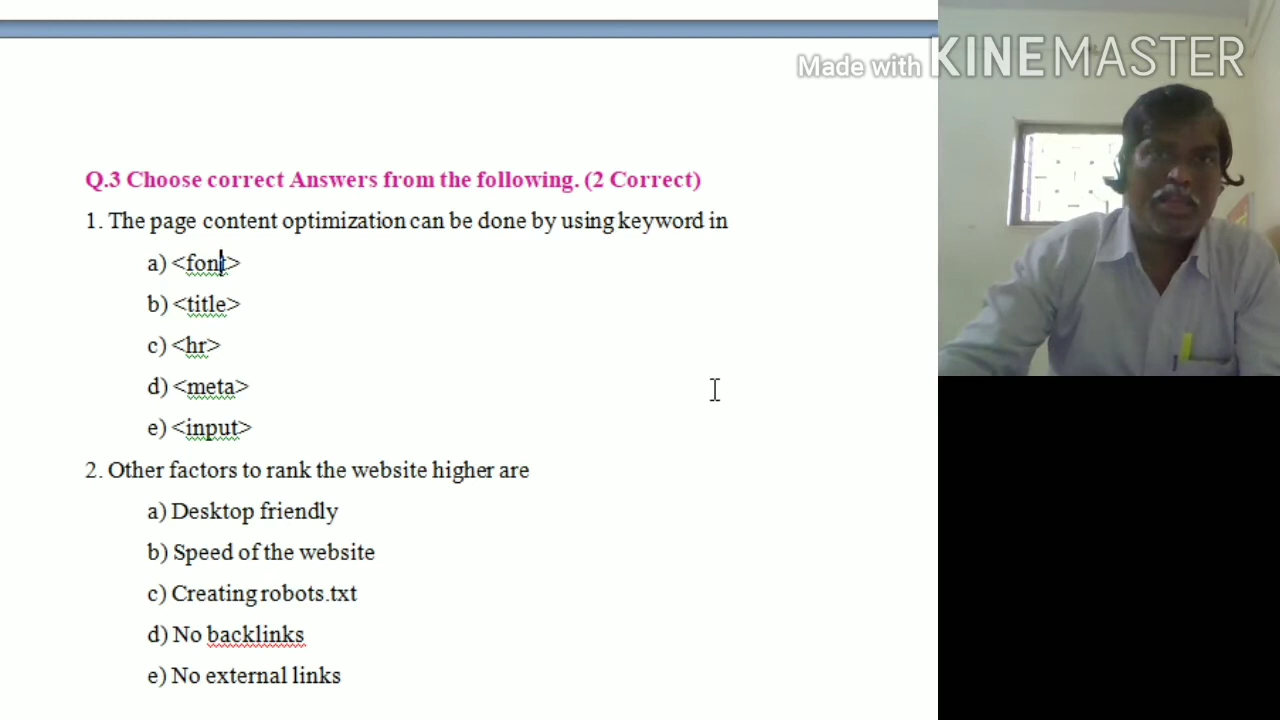 Made with KINEMASTER
Q.3 Choose correct Answers from the following. (2 Correct)
1. The page content optimization can be done by using keyword in
a) <font>
b) <title>
c) <hr>
d) <meta>
e) <input>
2. Other factors to rank the website higher are
a) Desktop friendly
b) Speed of the website
c) Creating robots.txt
d) No backlinks
e) No external links